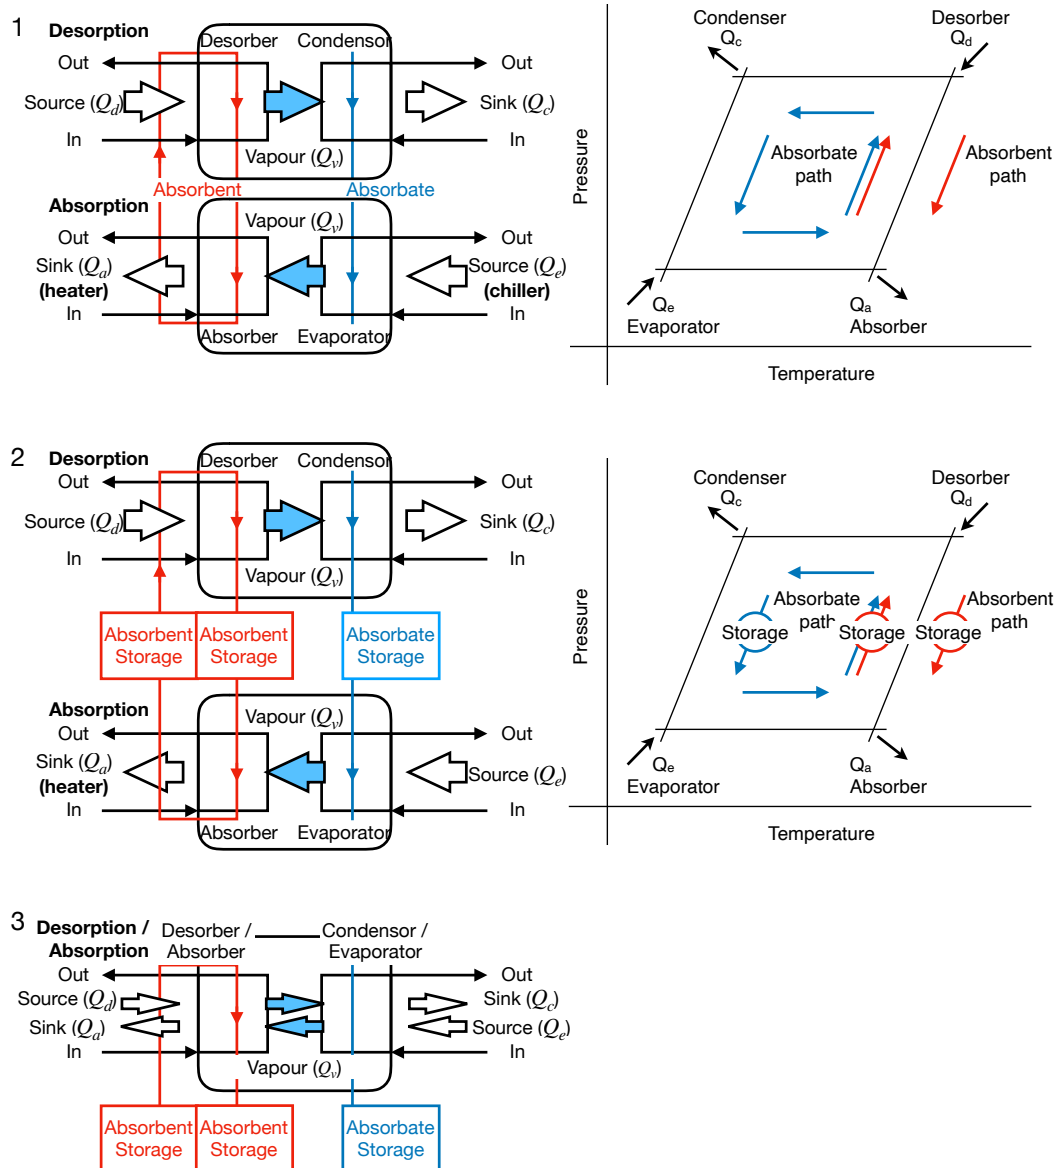 1
Desorption
Desorber
Condensor
Out
Out
Source (Qd)
Sink (Qc)
In
In
Vapour (Qv)
Absorbent
Absorbate
Absorption
Vapour (Qv)
Out
Out
Sink (Qa)
(heater)
Source (Qe)
(chiller)
In
In
Absorber
Evaporator
Condenser
Qc
Desorber
Qd
Pressure
Absorbate
path
Absorbent
path
Qe
Evaporator
Qa
Absorber
Temperature
2
Desorption
Desorber
Condensor
Out
Out
Source (Qd)
Sink (Qc)
In
In
Vapour (Qv)
Absorbent
Storage
Absorbent
Storage
Absorbate
Storage
Absorption
Vapour (Qv)
Out
Out
Sink (Qa)
(heater)
Source (Qe)
In
In
Absorber
Evaporator
Condenser
Qc
Desorber
Qd
Pressure
Absorbate
path
Absorbent
path
Storage
Storage
Storage
Qe
Evaporator
Qa
Absorber
Temperature
3
Desorption /
Absorption
Desorber /
Absorber
Condensor /
Evaporator
Out
Out
Source (Qd)
Sink (Qa)
Sink (Qc)
Source (Qe)
In
In
Vapour (Qv)
Absorbent
Storage
Absorbent
Storage
Absorbate
Storage